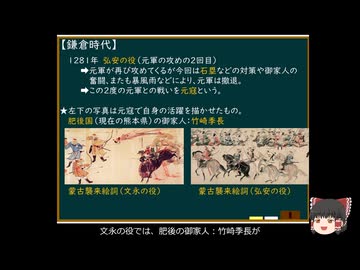 【鎌倉時代】
1281年 弘安の役（元軍の攻めの2回目）
➡元軍が再び攻めてくるが今回は石塁などの対策や御家人の
奮闘、またも暴風雨などにより、元軍は撤退。
➡この2度の元軍との戦いを元寇という。
★左下の写真は元寇で自身の活躍を描かせたもの。
肥後国(現在の熊本県)の御家人：竹崎季長
蒙古襲来絵詞(文永の役)
蒙古襲来絵詞(弘安の役)
文永の役では、肥後の御家人：竹崎季長が